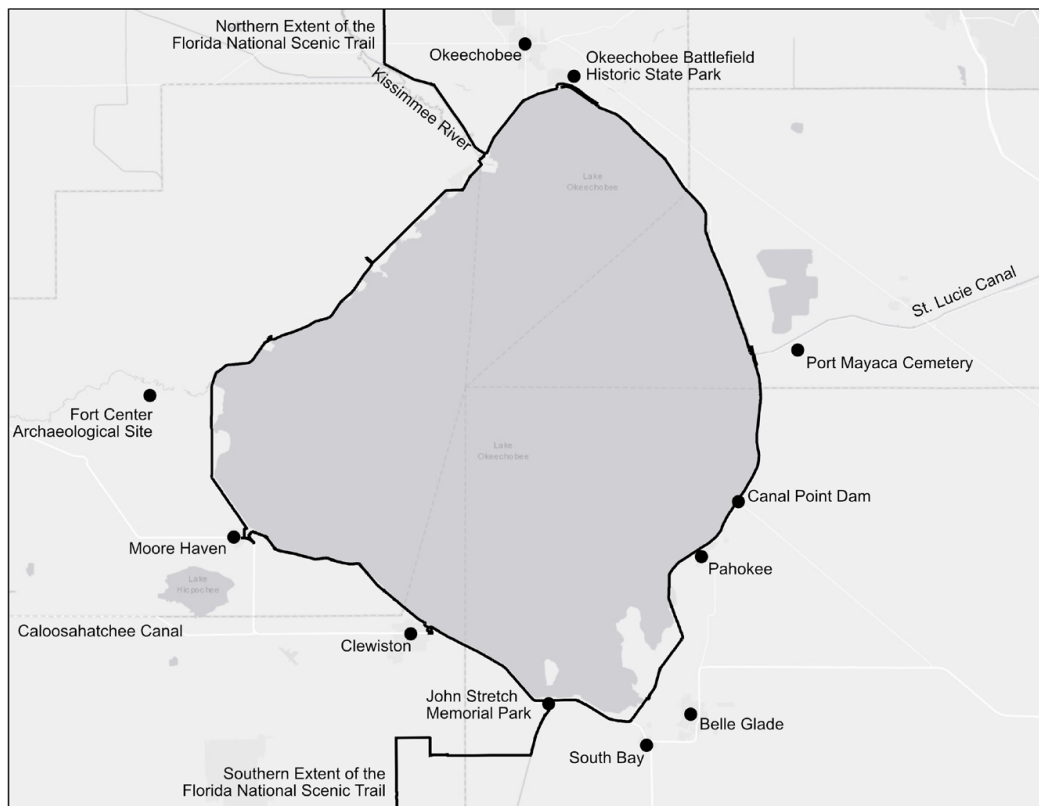 Northern Extent of the
Florida National Scenic Trail
Okeechobee
Okeechobee Battlefield
Historic State Park
Kissimmee River
Lake
Okeechobee
St. Lucie Canal
Port Mayaca Cemetery
Fort Center
Archaeological Site
Lake
Okeechobee
Canal Point Dam
Moore Haven
Pahokee
Lake
Hicpochee
Caloosahatchee Canal
Clewiston
John Stretch
Memorial Park
Belle Glade
South Bay
Southern Extent of the
Florida National Scenic Trail